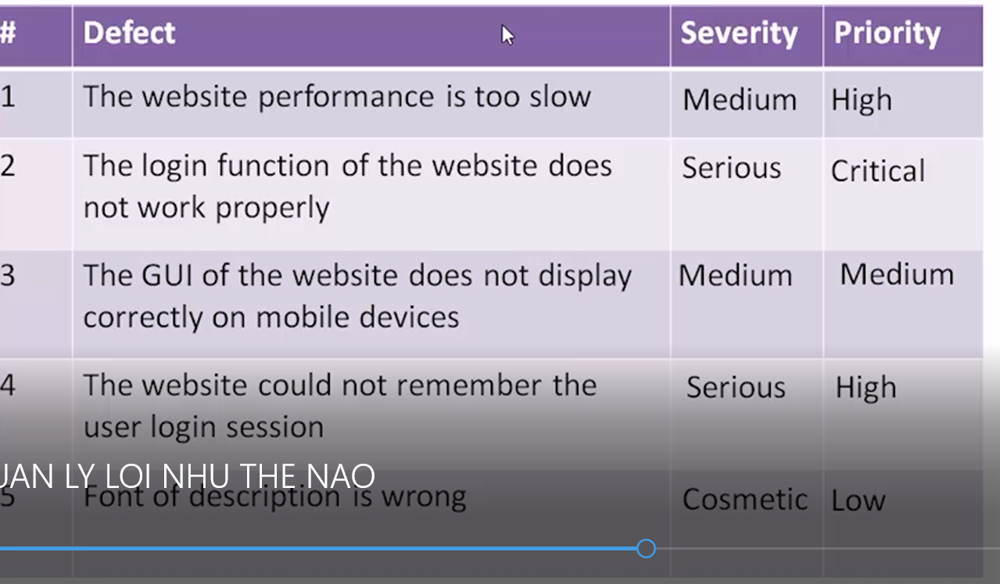 # Defect Severity Priority
1 The website performance is too slow Medium High
2 The login function of the website does Serious Critical
not work properly
3 The GUI of the website does not display Medium Medium
correctly on mobile devices
4 The website could not remember the Serious High
user login session
UAN LY LOI NHU THE NAO
5 Font of description is wrong Cosmetic Low